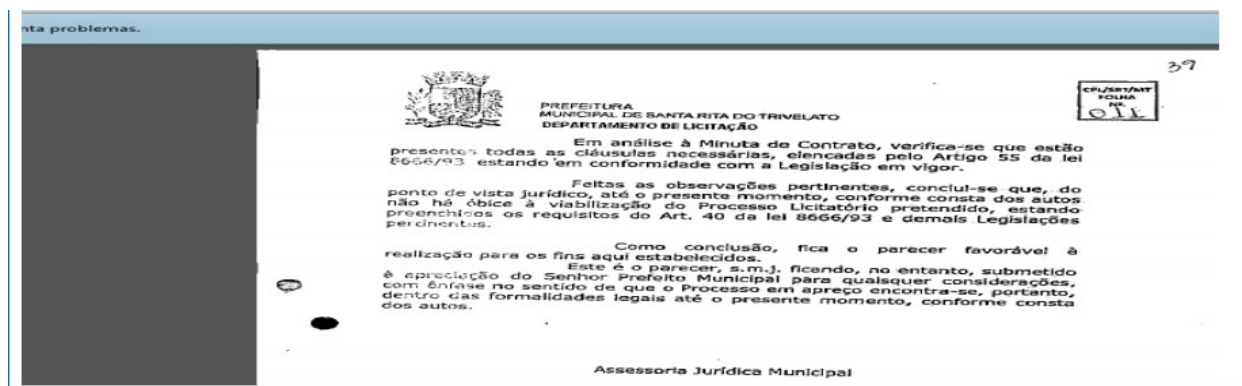 nta problemas.
39
CPL/SRT/MT
FOLHA
NR.
011
PREFEITURA
MUNICIPAL DE SANTA RITA DO TRIVELATO
DEPARTAMENTO DE LICITAÇÃO
Em análise à Minuta de Contrato, verifica-se que estão
presentes todas as cláusulas necessárias, elencadas pelo Artigo 55 da lei
8666/93 estando em conformidade com a Legislação em vigor.
Feitas as observações pertinentes, conclui-se que, do
ponto de vista jurídico, até o presente momento, conforme consta dos autos
não há óbice à viabilização do Processo Licitatório pretendido, estando
preenchidos os requisitos do Art. 40 da lei 8666/93 e demais Legislações
percinentes.
Como conclusão, fica o parecer favorável à
realização para os fins aqui estabelecidos.
Este é o parecer, s.m.j. ficando, no entanto, submetido
à apreciação do Senhor Prefeito Municipal para quaisquer considerações,
com ênfase no sentido de que o Processo em apreço encontra-se, portanto,
dentro das formalidades legais até o presente momento, conforme consta
dos autos.
Assessoria Jurídica Municipal